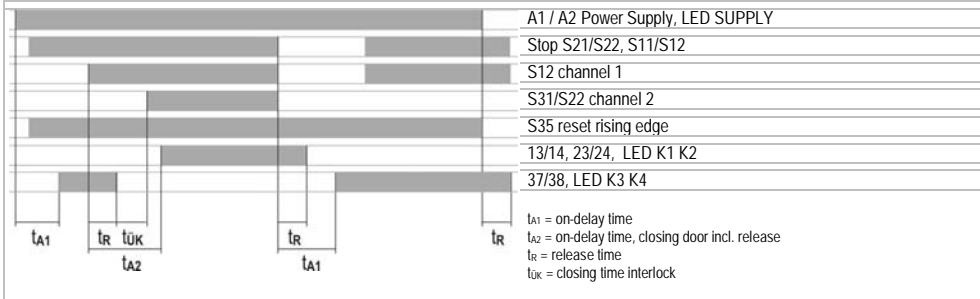 A1 / A2 Power Supply, LED SUPPLY
Stop S21/S22, S11/S12
S12 channel 1
S31/S22 channel 2
S35 reset rising edge
13/14, 23/24, LED K1 K2
37/38, LED K3 K4
tA1 tR tÜK tR tR
tA2 tA1
tA1 = on-delay time
tA2 = on-delay time, closing door incl. release
tR = release time
tÜK = closing time interlock